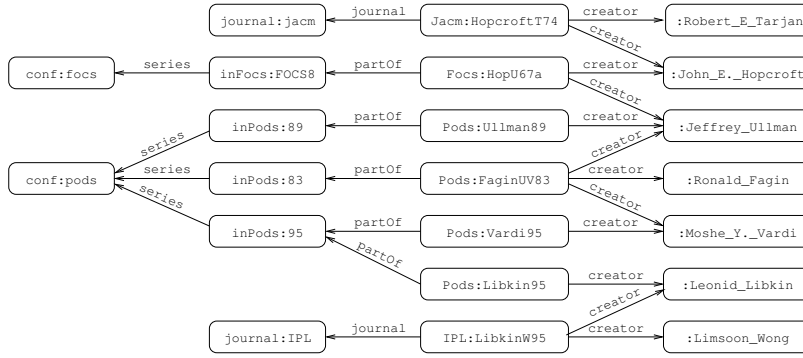 journal:jacm journal Jacm:HopcroftT74 creator :Robert_E_Tarjan
creator
conf:focs series inFocs:FOCS8 partOf Focs:HopU67a creator :John_E._Hopcroft
creator
inPods:89 partOf Pods:Ullman89 creator :Jeffrey_Ullman
series creator
conf:pods series inPods:83 partOf Pods:FaginUV83 creator :Ronald_Fagin
series creator
inPods:95 partOf Pods:Vardi95 creator :Moshe_Y._Vardi
partOf
Pods:Libkin95 creator :Leonid_Libkin
creator
journal:IPL journal IPL:LibkinW95 creator :Limsoon_Wong